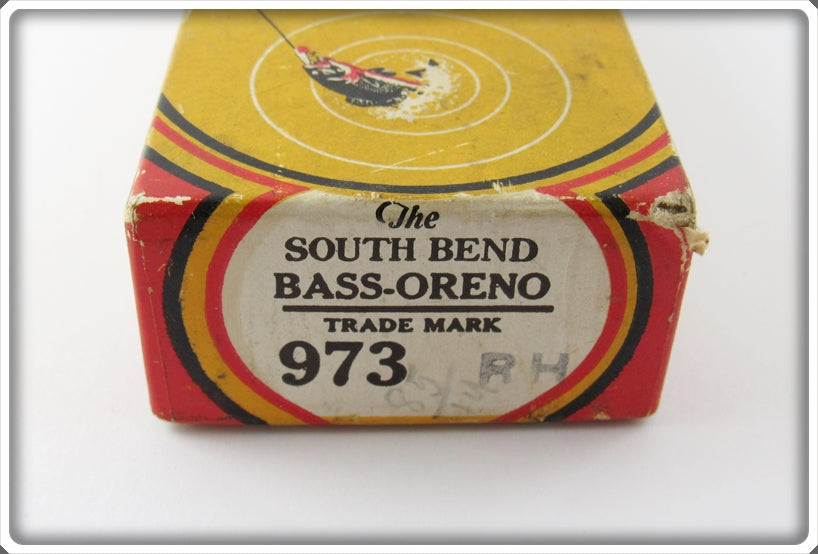 The
SOUTH BEND
BASS-ORENO
TRADE MARK
973 RH